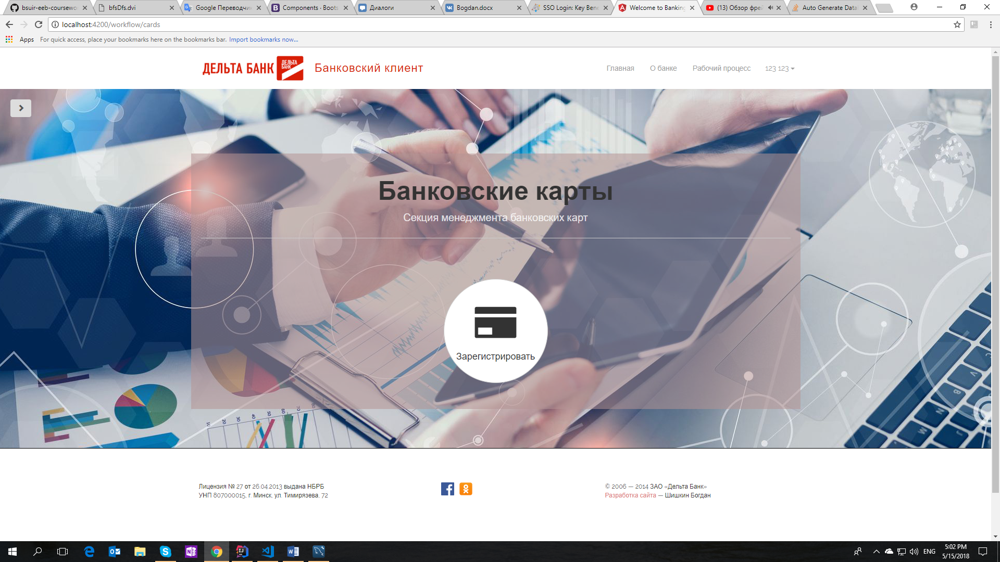 bsuir-eeb-coursewo
bfsDfs.dvi
Google Переводчик
Components · Boots
Диалоги
Bogdan.docx
SSO Login: Key Bene
Welcome to Banking
(13) Обзор фрей
Auto Generate Datal
localhost:4200/workflow/cards
Apps
For quick access, place your bookmarks here on the bookmarks bar. Import bookmarks now...
ДЕЛЬТА БАНК
ДЕЛЬТА
БАНК
Банковский клиент
Главная
О банке
Рабочий процесс
123 123
Банковские карты
Секция менеджмента банковских карт
Зарегистрировать
10
20
30
40
50
60
70
80
B
N
M
Лицензия № 27 от 26.04.2013 выдана НБРБ
УНП 807000015, г. Минск, ул. Тимирязева, 72
© 2006 — 2014 ЗАО «Дельта Банк»
Разработка сайта — Шишкин Богдан
ENG
5:02 PM
5/15/2018